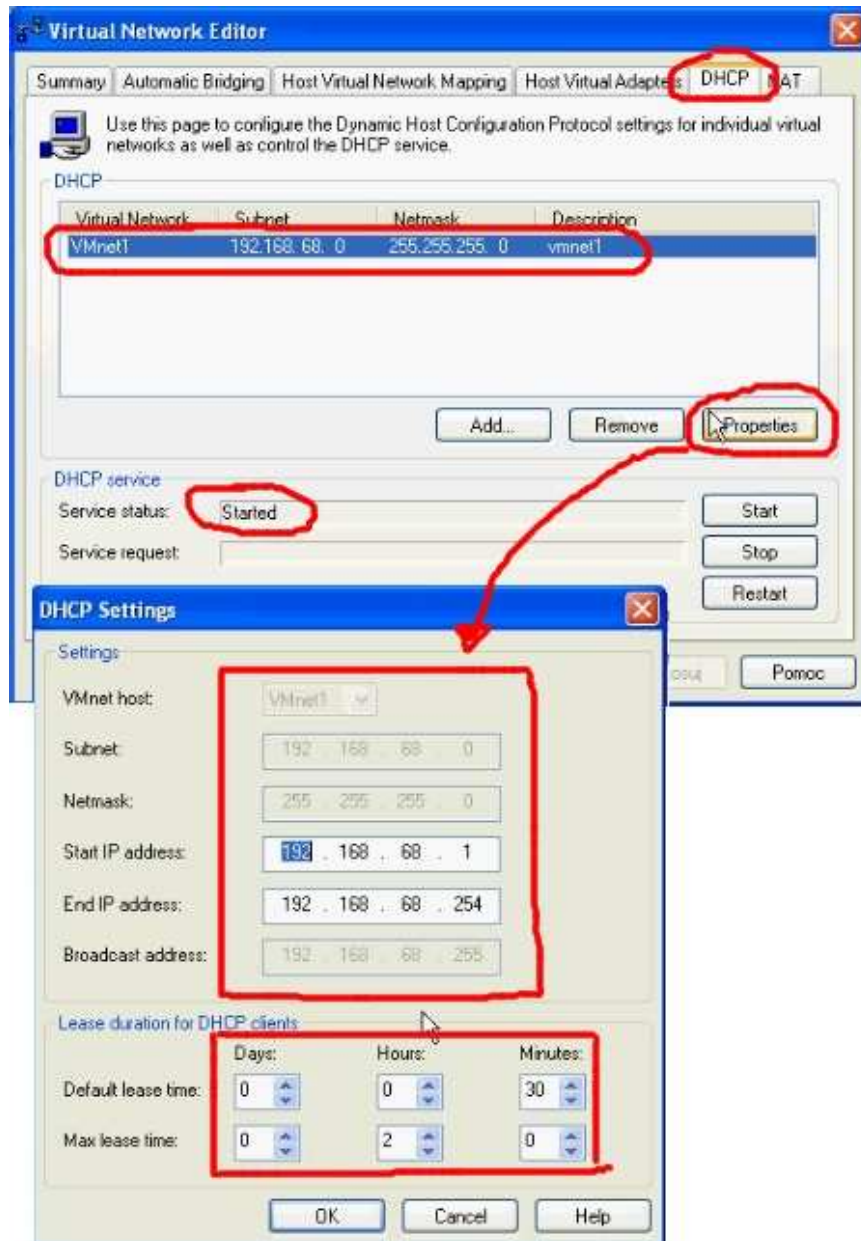 Virtual Network Editor
Summary Automatic Bridging Host Virtual Network Mapping Host Virtual Adapters DHCP NAT
Use this page to configure the Dynamic Host Configuration Protocol settings for individual virtual
networks as well as control the DHCP service.
DHCP
Virtual Network Subnet Netmask Description
VMnet1 192.168. 68. 0 255.255.255. 0 vmnet1
Add... Remove Properties
DHCP service
Service status: Started Start
Service request: Stop
Restart
Pomoc
DHCP Settings
Settings
VMnet host: VMnet1
Subnet: 192 . 168 . 68 . 0
Netmask: 255 . 255 . 255 . 0
Start IP address: 192 . 168 . 68 . 1
End IP address: 192 . 168 . 68 . 254
Broadcast address: 192 . 168 . 68 . 255
Lease duration for DHCP clients
Days: Hours: Minutes:
Default lease time: 0 0 30
Max lease time: 0 2 0
OK Cancel Help